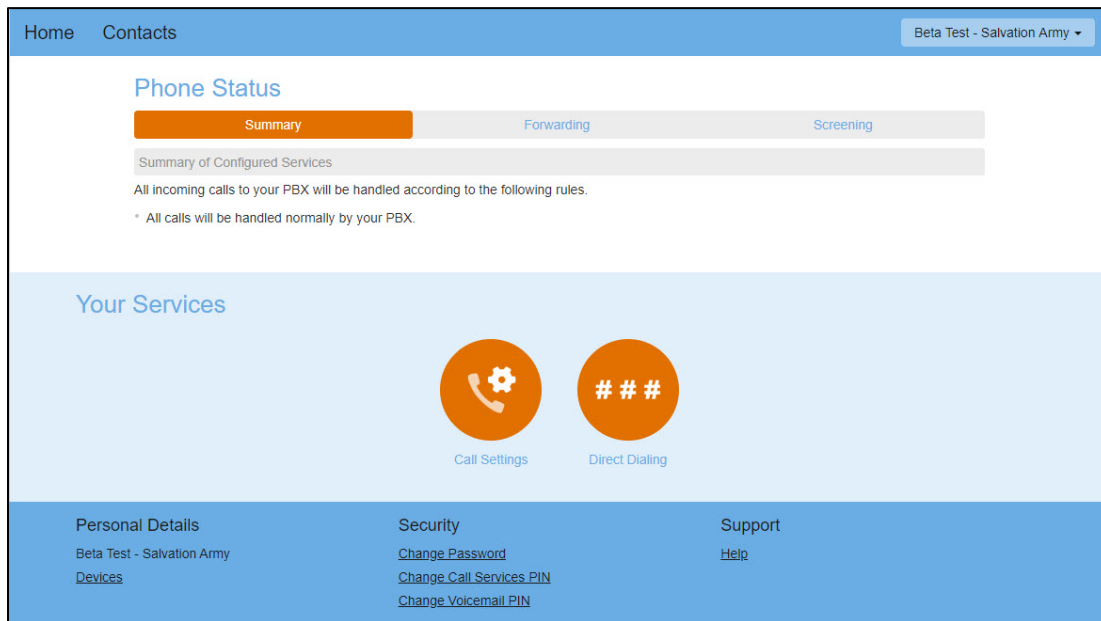 Home Contacts Beta Test - Salvation Army
Phone Status
Summary Forwarding Screening
Summary of Configured Services
All incoming calls to your PBX will be handled according to the following rules.
* All calls will be handled normally by your PBX.
Your Services
# # #
Call Settings Direct Dialing
Personal Details Security Support
Beta Test - Salvation Army Change Password Help
Devices Change Call Services PIN
Change Voicemail PIN